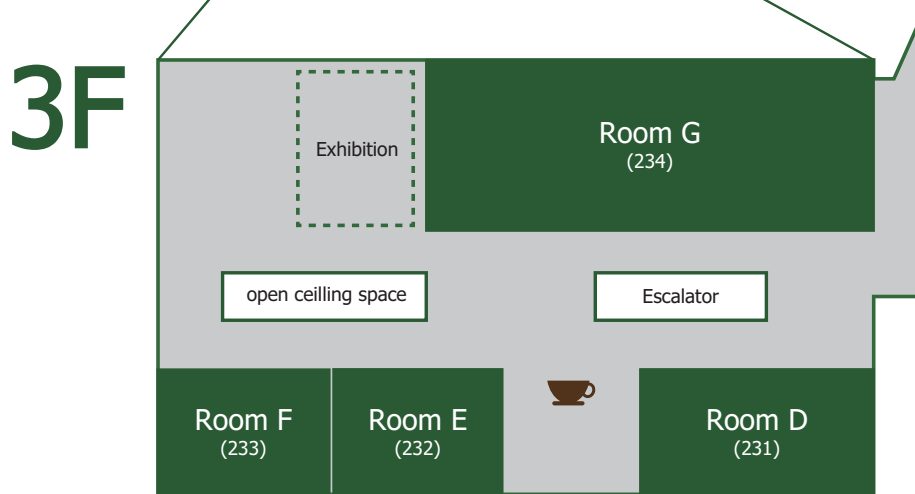 3F
Exhibition
Room G
(234)
open ceilling space
Escalator
Room F
(233)
Room E
(232)
Room D
(231)